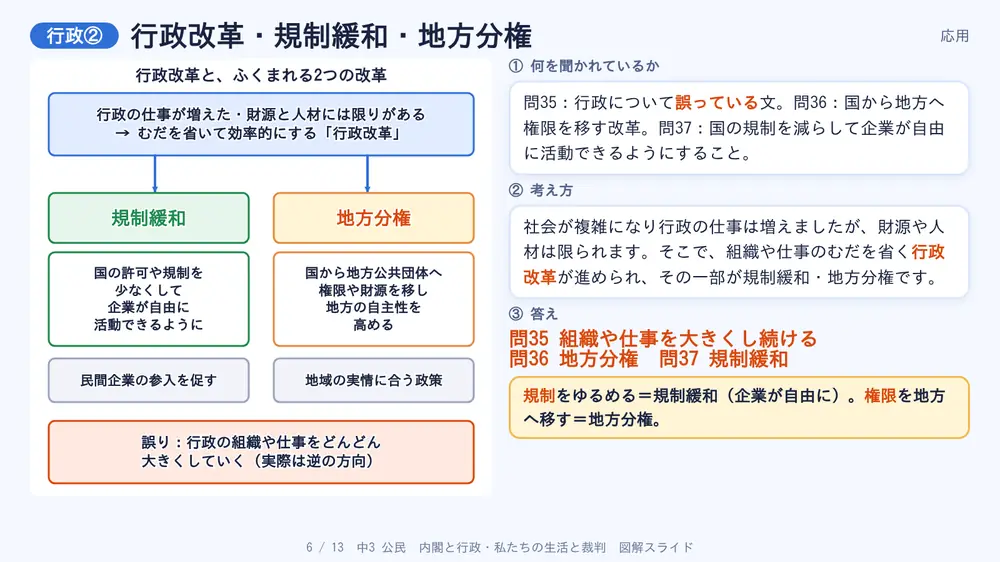 行政②
行政改革・規制緩和・地方分権
応用
行政改革と、ふくまれる2つの改革
行政の仕事が増えた・財源と人材には限りがある
→ むだを省いて効率的にする「行政改革」
規制緩和
地方分権
国の許可や規制を
少なくして
企業が自由に
活動できるように
国から地方公共団体へ
権限や財源を移し
地方の自主性を
高める
民間企業の参入を促す
地域の実情に合う政策
誤り：行政の組織や仕事をどんどん
大きくしていく（実際は逆の方向）
① 何を聞かれているか
問35：行政について誤っている文。問36：国から地方へ
権限を移す改革。問37：国の規制を減らして企業が自由
に活動できるようにすること。
② 考え方
社会が複雑になり行政の仕事は増えましたが、財源や人
材は限られます。そこで、組織や仕事のむだを省く行政
改革が進められ、その一部が規制緩和・地方分権です。
③ 答え
問35 組織や仕事を大きくし続ける
問36 地方分権　問37 規制緩和
規制をゆるめる＝規制緩和（企業が自由に）。権限を地方
へ移す＝地方分権。
6 / 13　中3 公民　内閣と行政・私たちの生活と裁判　図解スライド